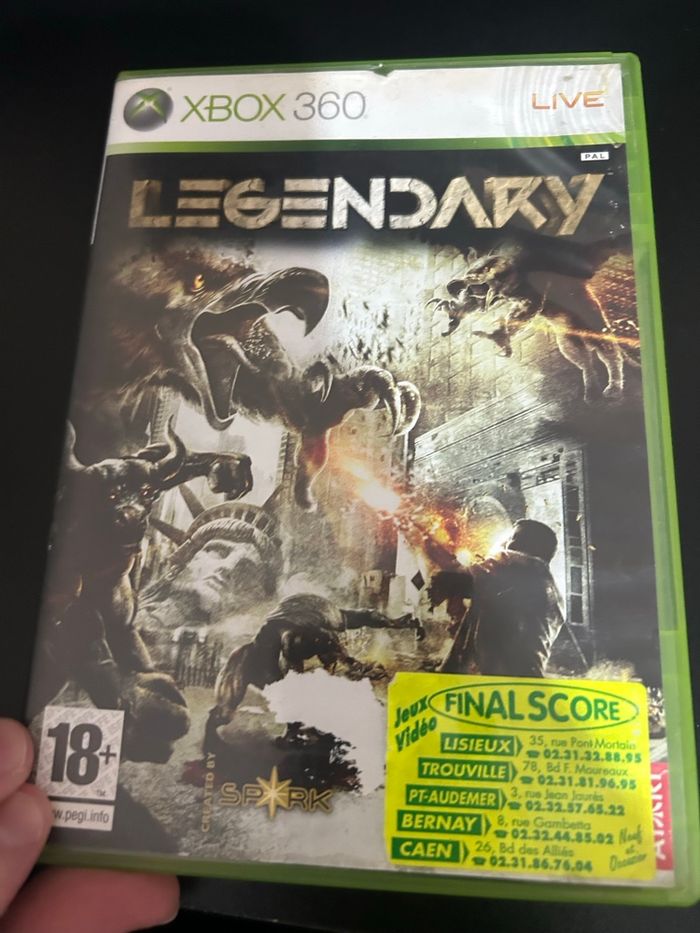 XBOX 360
LIVE
PAL
LEGENDARY
18+
www.pegi.info
CREATED BY
SPARK
Jeux
Vidéo
FINAL SCORE
LISIEUX 35, rue Pont Mortain
02.31.32.88.95
TROUVILLE 78, Bd F. Moureaux
02.31.81.96.95
PT-AUDEMER 3, rue Jean Jaurès
02.32.57.65.22
BERNAY 8, rue Gambetta
02.32.44.85.02
CAEN 26, Bd des Alliés
02.31.86.76.04
Neuf
et
Occasion
ATARI